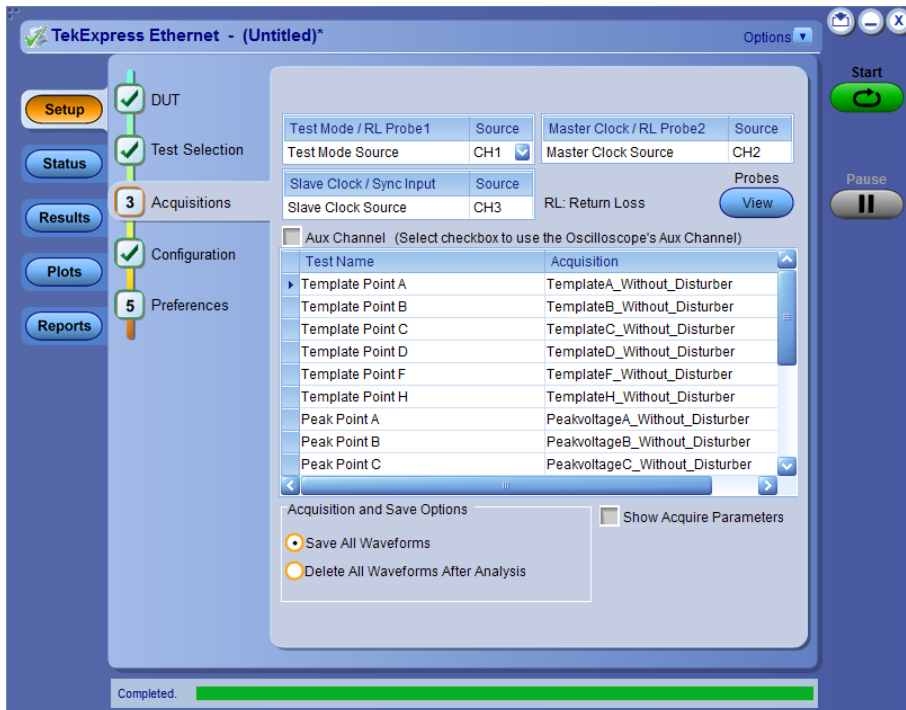 TekExpress Ethernet - (Untitled)*
Options
X
Start
Pause
Setup
Status
Results
Plots
Reports
DUT
Test Selection
3 Acquisitions
Configuration
5 Preferences
Test Mode / RL Probe1 Source
Test Mode Source CH1
Master Clock / RL Probe2 Source
Master Clock Source CH2
Slave Clock / Sync Input Source
Slave Clock Source CH3
RL: Return Loss
Probes
View
Aux Channel (Select checkbox to use the Oscilloscope's Aux Channel)
Test Name Acquisition
Template Point A TemplateA_Without_Disturber
Template Point B TemplateB_Without_Disturber
Template Point C TemplateC_Without_Disturber
Template Point D TemplateD_Without_Disturber
Template Point F TemplateF_Without_Disturber
Template Point H TemplateH_Without_Disturber
Peak Point A PeakvoltageA_Without_Disturber
Peak Point B PeakvoltageB_Without_Disturber
Peak Point C PeakvoltageC_Without_Disturber
Acquisition and Save Options
Save All Waveforms
Delete All Waveforms After Analysis
Show Acquire Parameters
Completed.